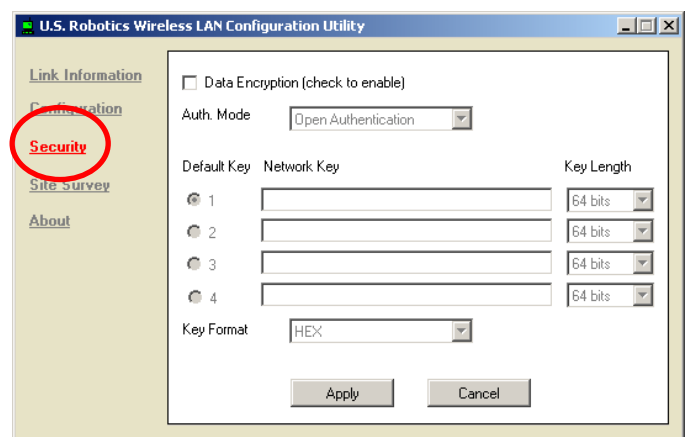 U.S. Robotics Wireless LAN Configuration Utility
Link Information
Configuration
Security
Site Survey
About
Data Encryption (check to enable)
Auth. Mode
Open Authentication
Default Key Network Key Key Length
1 64 bits
2 64 bits
3 64 bits
4 64 bits
Key Format HEX
Apply Cancel